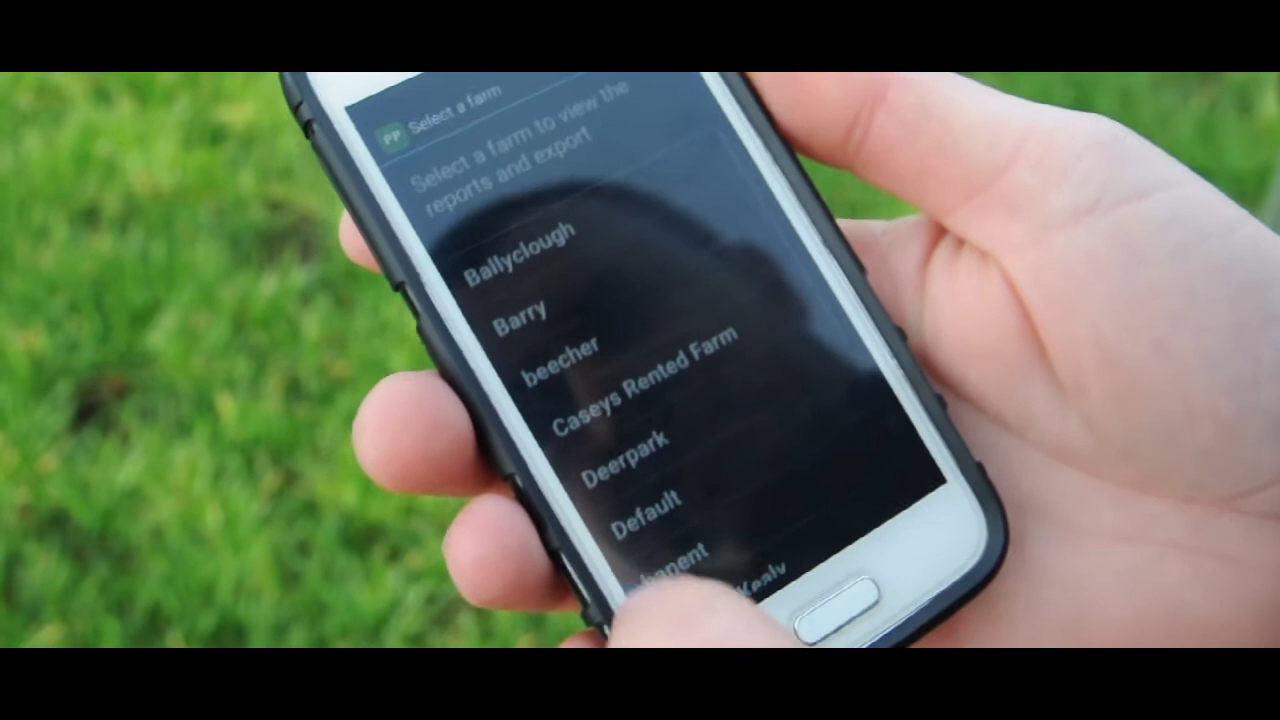 PP Select a farm
Select a farm to view the
reports and export
Ballyclough
Barry
beecher
Caseys Rented Farm
Deerpark
Default